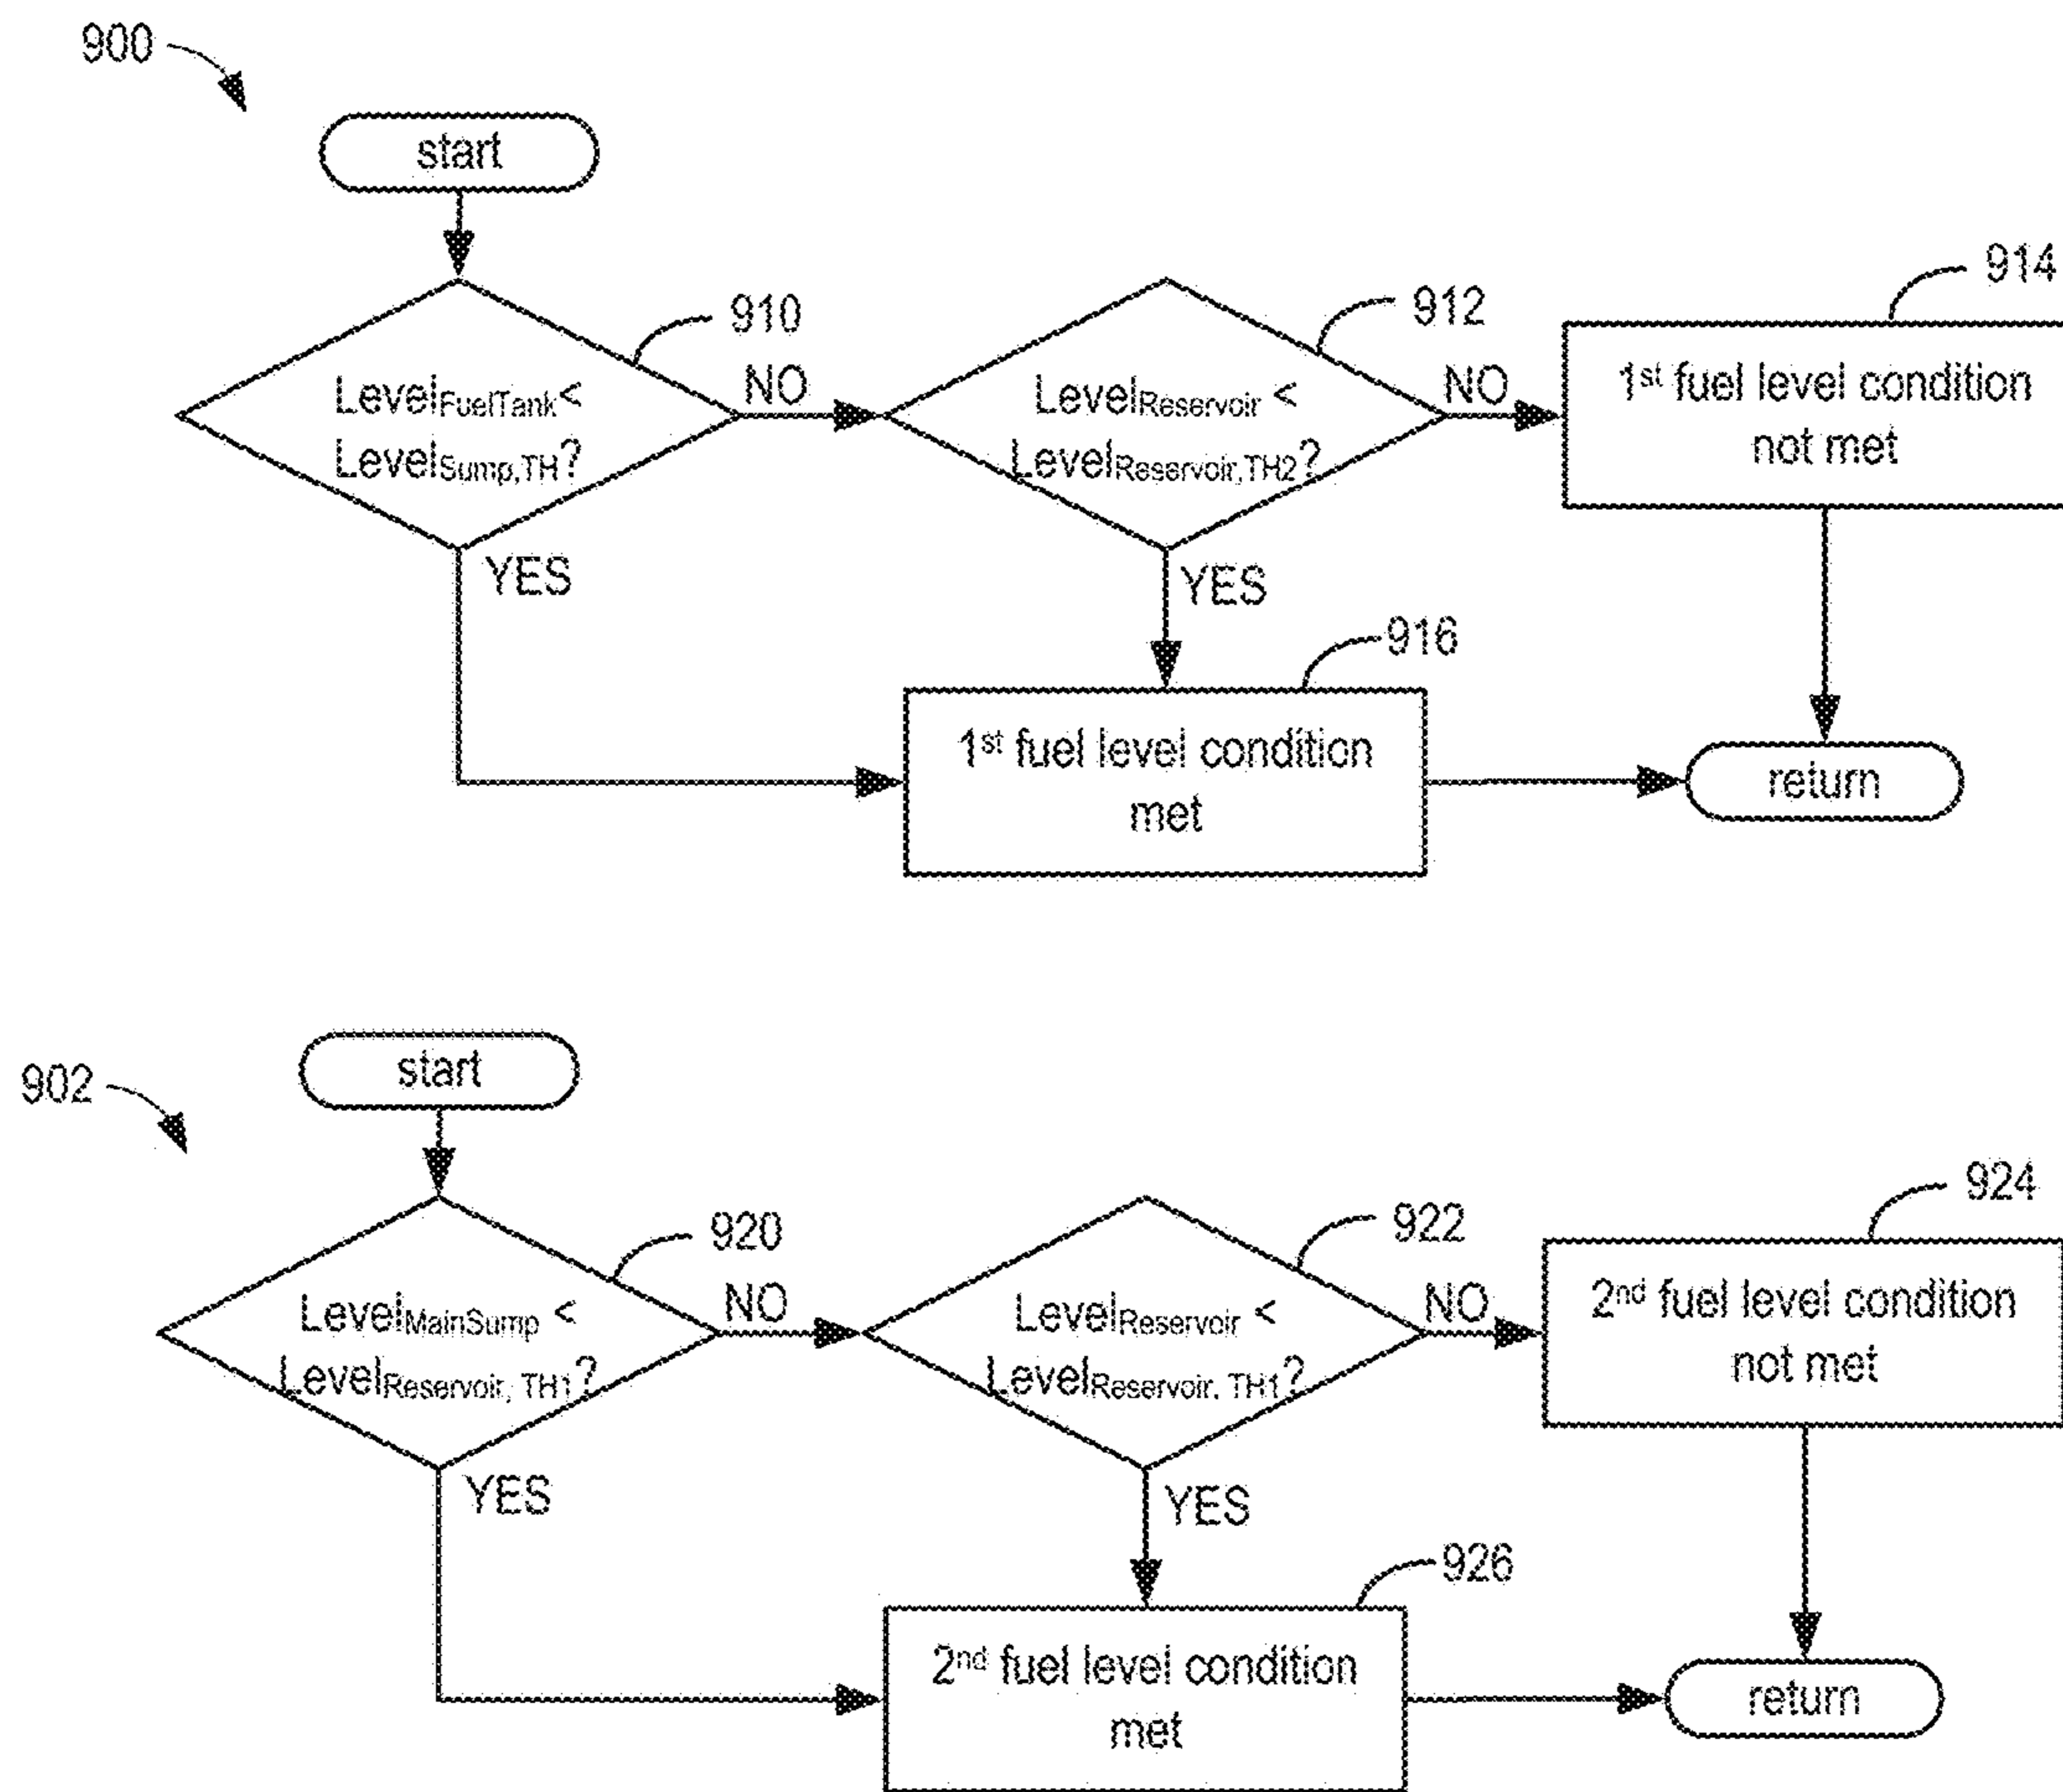 900
start
910
LevelFuelTank<
LevelSump,TH?
NO
YES
912
LevelReservoir <
LevelReservoir,TH2?
NO
YES
914
1st fuel level condition
not met
916
1st fuel level condition
met
return
902
start
920
LevelMainSump <
LevelReservoir, TH1?
NO
YES
922
LevelReservoir <
LevelReservoir, TH1?
NO
YES
924
2nd fuel level condition
not met
926
2nd fuel level condition
met
return